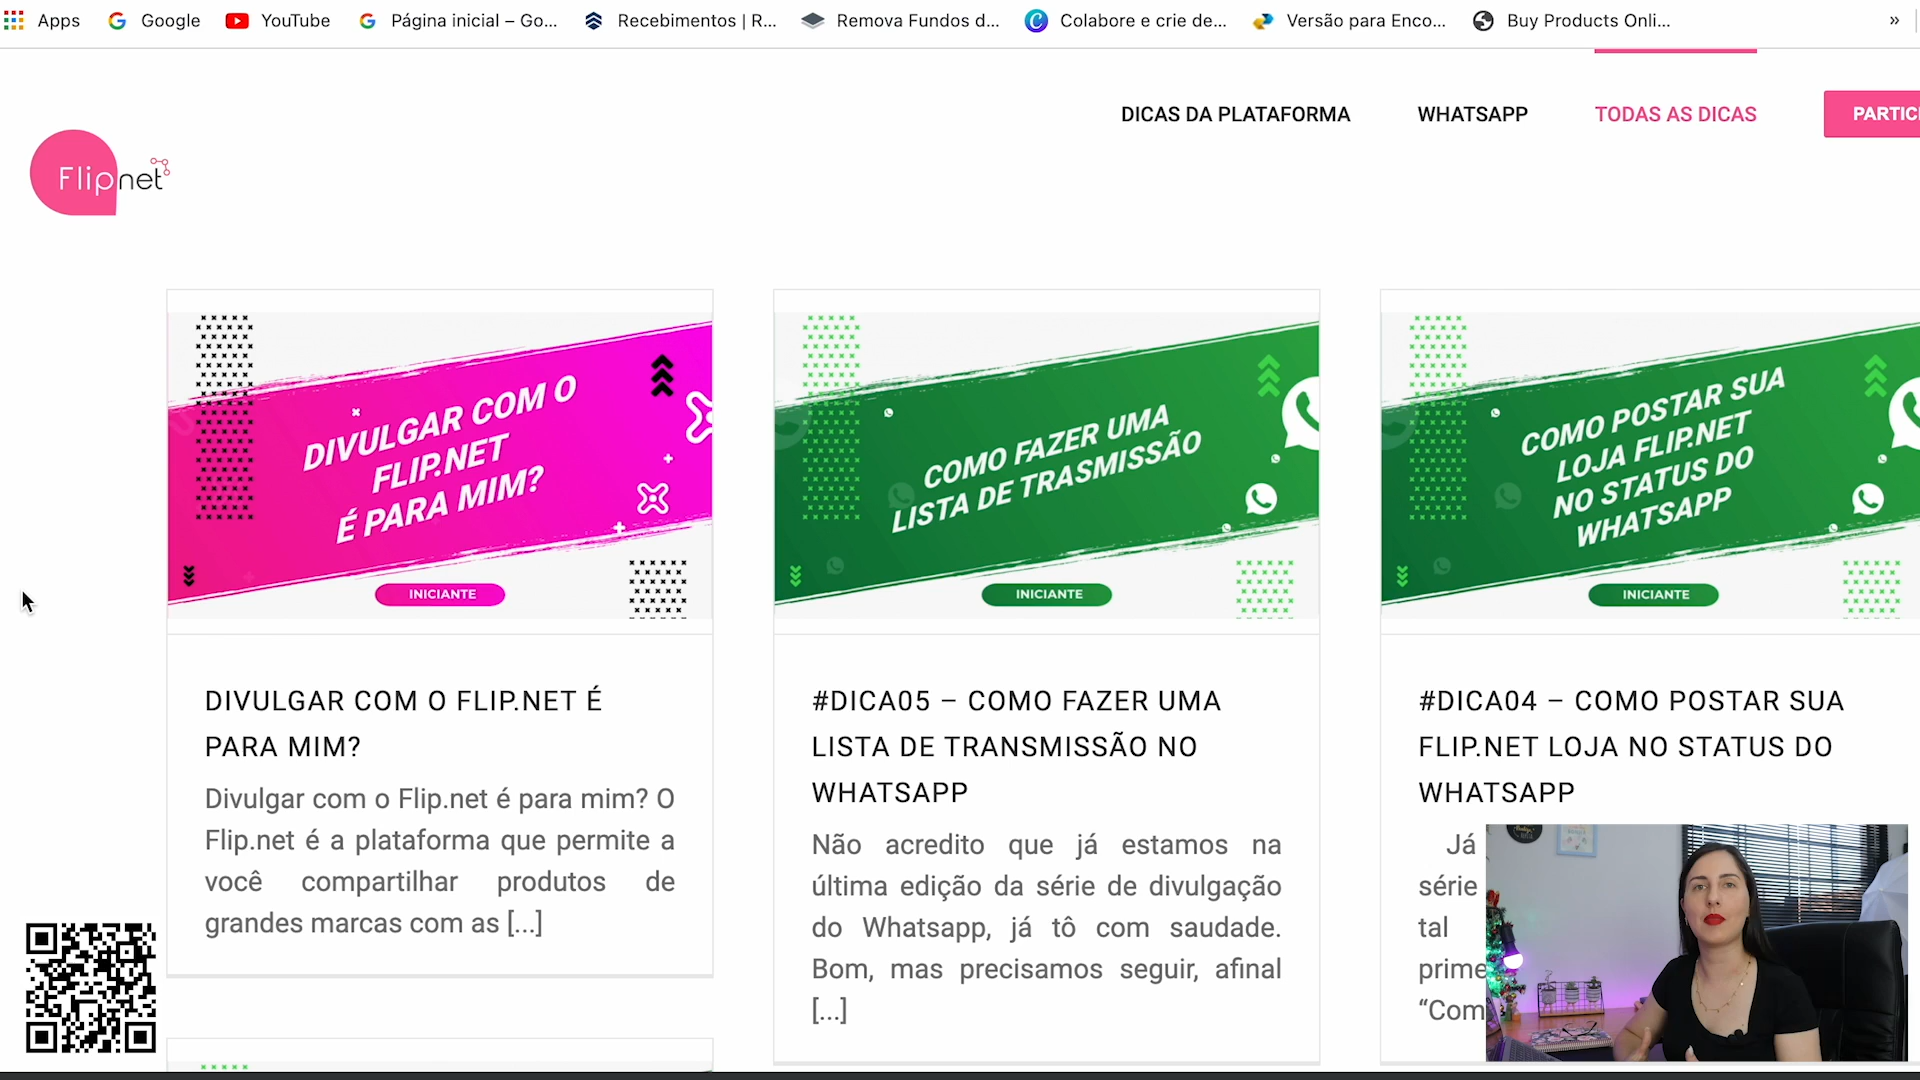 Apps Google YouTube Página inicial – Go... Recebimentos | R... Remova Fundos d... Colabore e crie de... Versão para Enco... Buy Products Onli... »
DICAS DA PLATAFORMA WHATSAPP TODAS AS DICAS PARTIC
Flipnet
DIVULGAR COM O
FLIP.NET
É PARA MIM?
INICIANTE
DIVULGAR COM O FLIP.NET É
PARA MIM?
Divulgar com o Flip.net é para mim? O
Flip.net é a plataforma que permite a
você compartilhar produtos de
grandes marcas com as [...]
COMO FAZER UMA
LISTA DE TRASMISSÃO
INICIANTE
#DICA05 – COMO FAZER UMA
LISTA DE TRANSMISSÃO NO
WHATSAPP
Não acredito que já estamos na
última edição da série de divulgação
do Whatsapp, já tô com saudade.
Bom, mas precisamos seguir, afinal
[...]
COMO POSTAR SUA
LOJA FLIP.NET
NO STATUS DO
WHATSAPP
INICIANTE
#DICA04 – COMO POSTAR SUA
FLIP.NET LOJA NO STATUS DO
WHATSAPP
Já
série
tal
prime
“Com